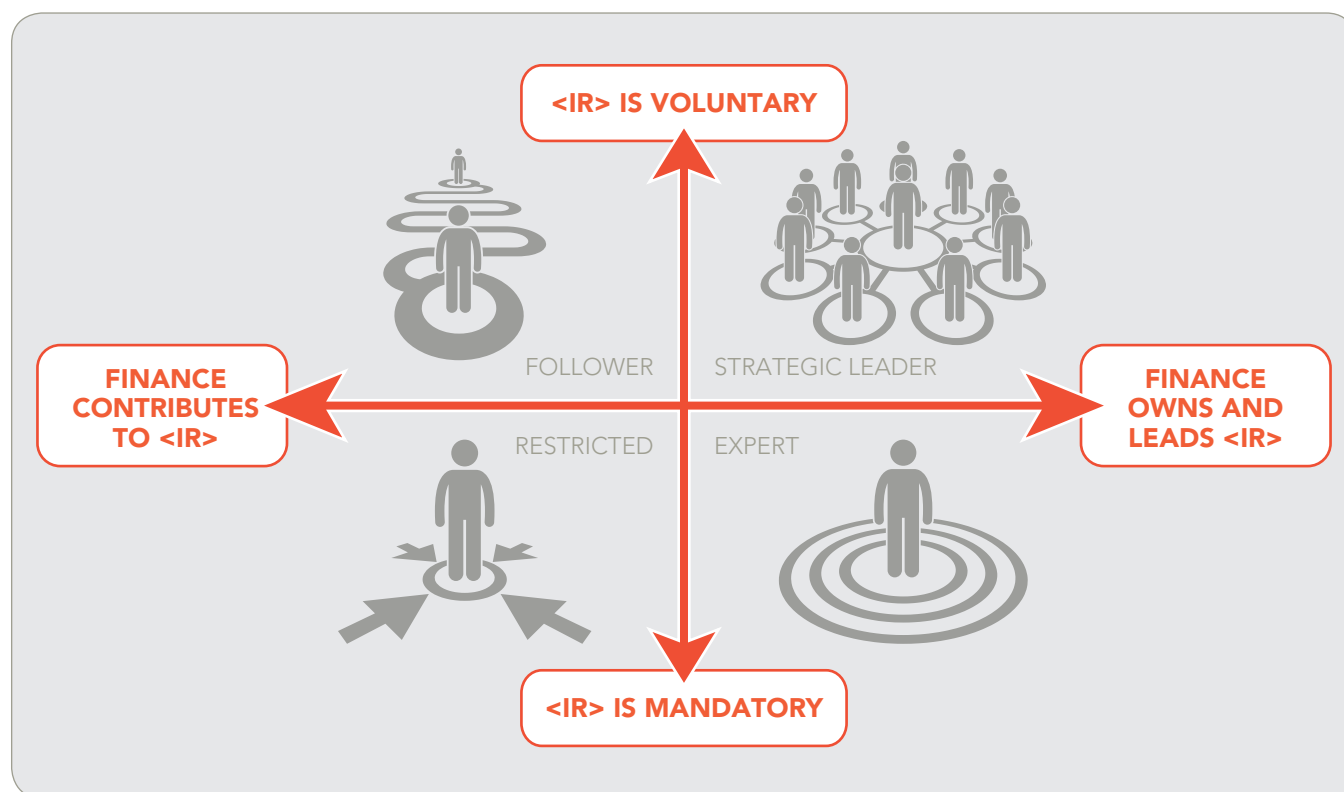 <IR> IS VOLUNTARY
FOLLOWER
STRATEGIC LEADER
FINANCE
CONTRIBUTES
TO <IR>
FINANCE
OWNS AND
LEADS <IR>
RESTRICTED
EXPERT
<IR> IS MANDATORY